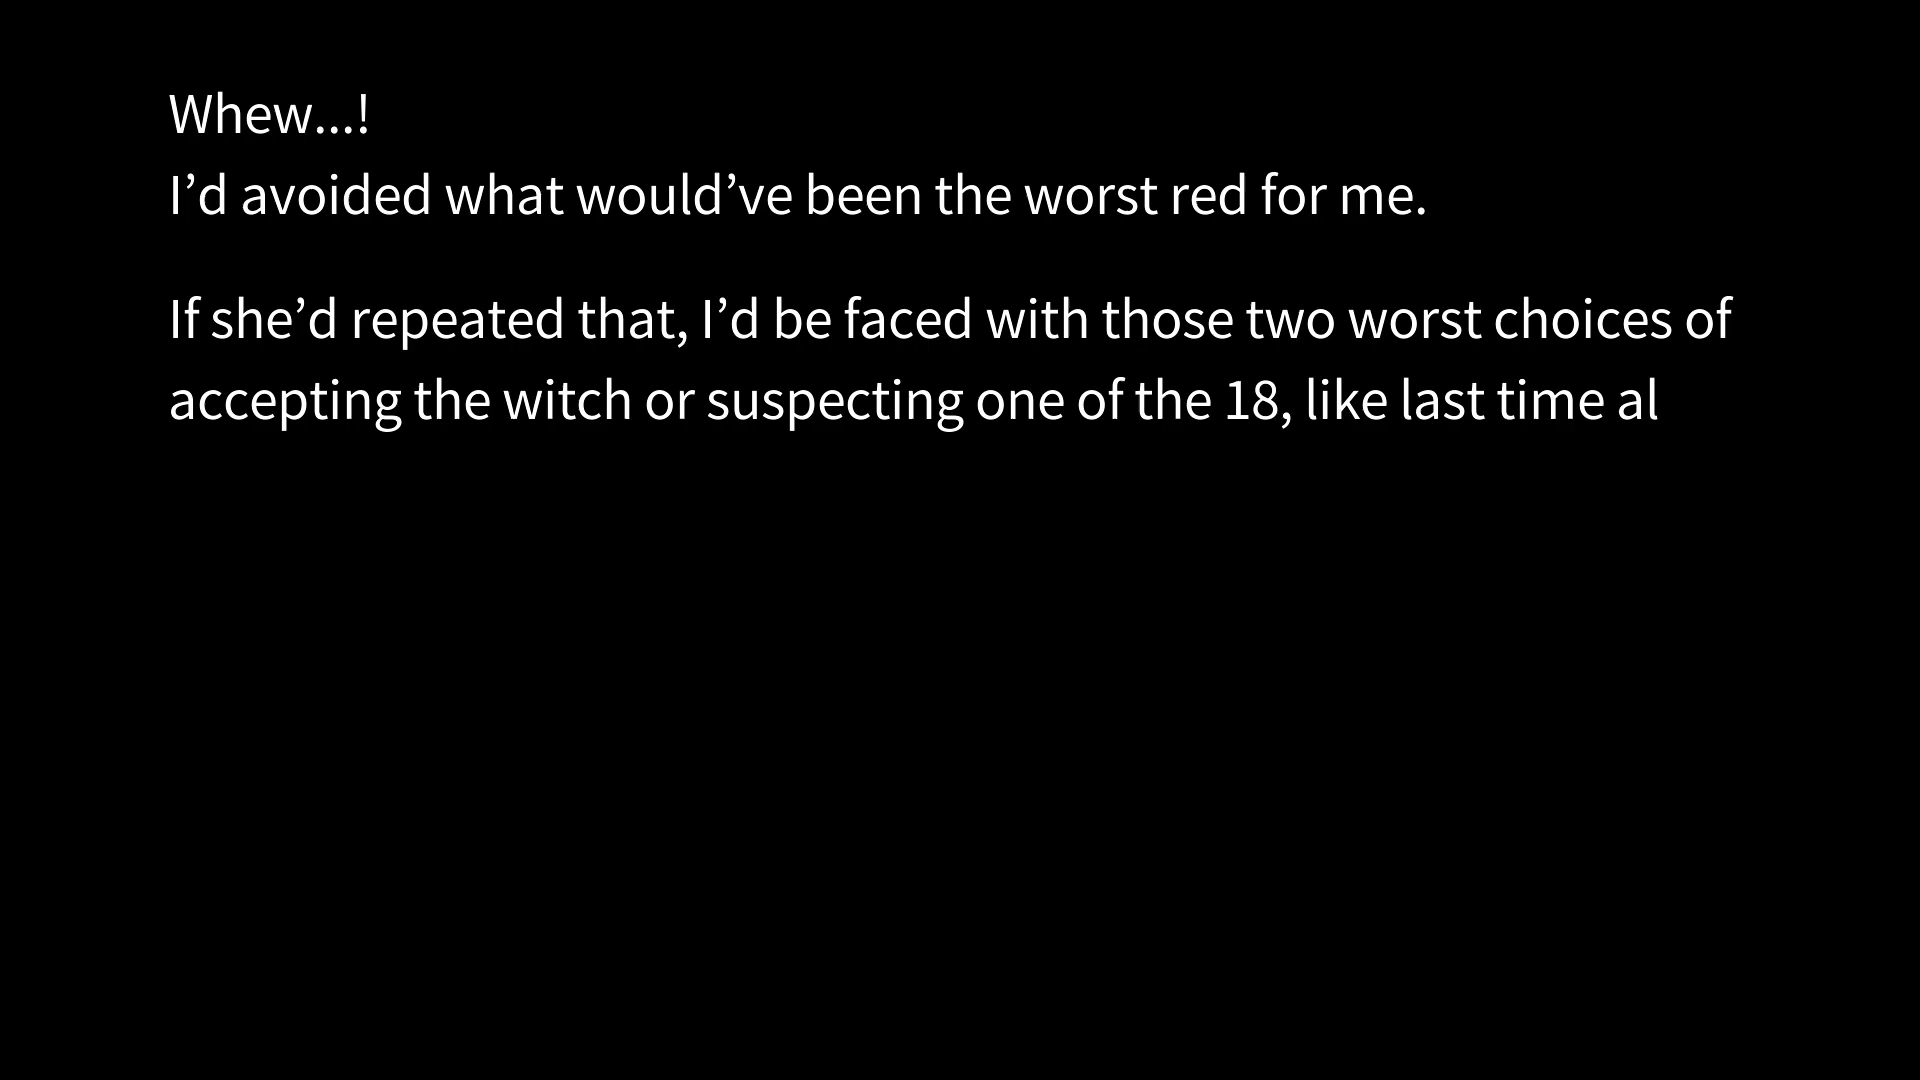 Whew...!
I’d avoided what would’ve been the worst red for me.
If she’d repeated that, I’d be faced with those two worst choices of
accepting the witch or suspecting one of the 18, like last time al